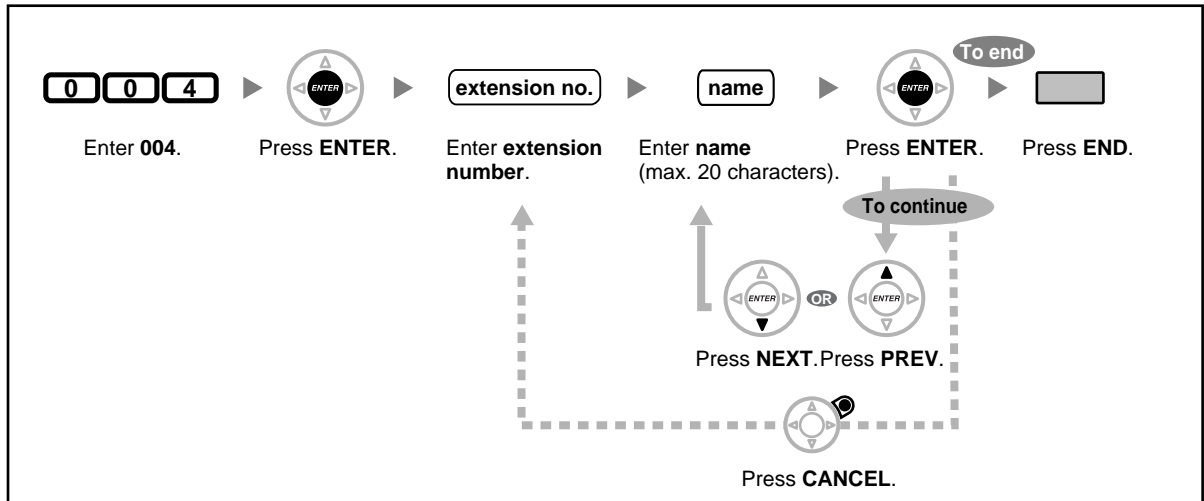 To end
0 0 4 ENTER extension no. name ENTER
Enter 004. Press ENTER. Enter extension number. Enter name (max. 20 characters). Press ENTER. Press END.
To continue
ENTER OR ENTER
Press NEXT. Press PREV.
Press CANCEL.